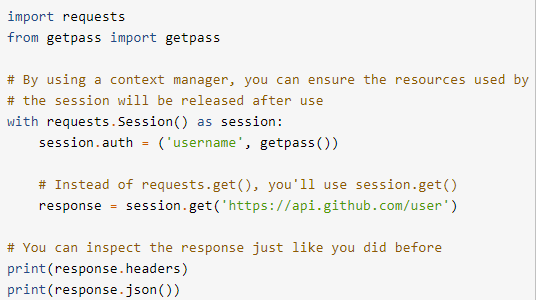 import requests
from getpass import getpass

# By using a context manager, you can ensure the resources used by
# the session will be released after use
with requests.Session() as session:
    session.auth = ('username', getpass())

    # Instead of requests.get(), you'll use session.get()
    response = session.get('https://api.github.com/user')

# You can inspect the response just like you did before
print(response.headers)
print(response.json())